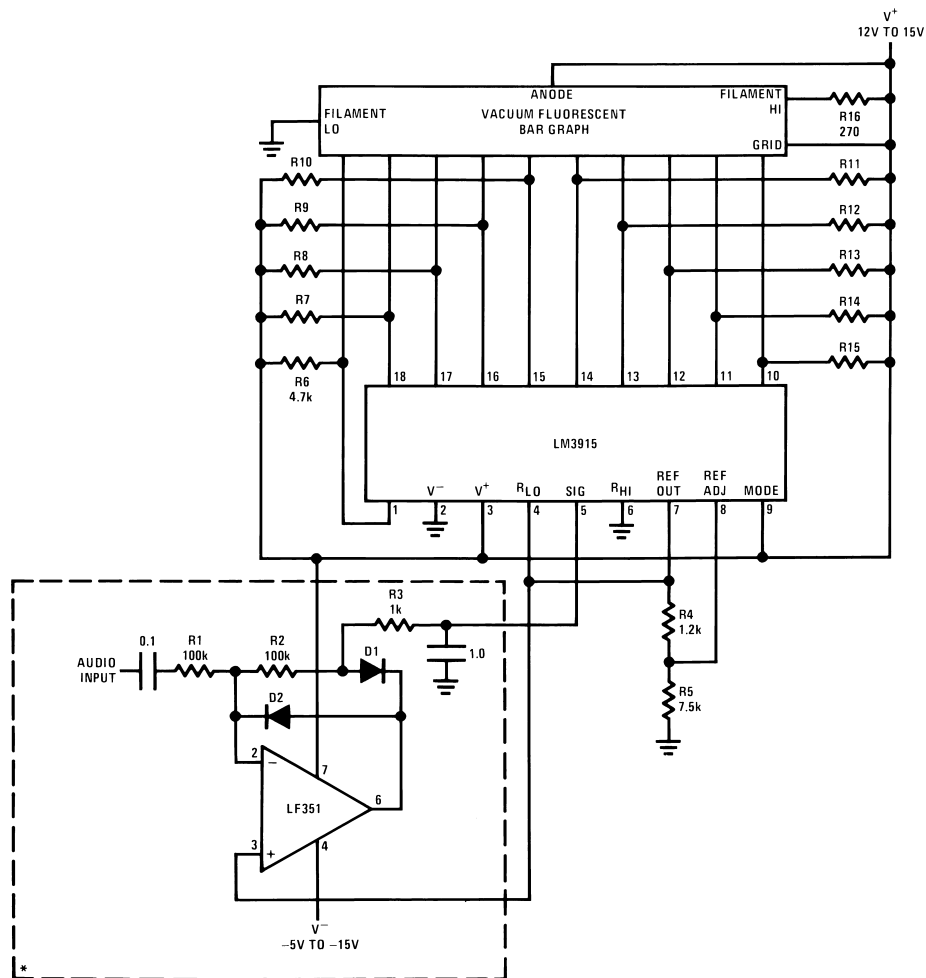 V+
12V TO 15V
ANODE
FILAMENT
HI
FILAMENT
LO
VACUUM FLUORESCENT
BAR GRAPH
R16
270
GRID
R10
R11
R9
R12
R8
R13
R7
R14
R6
4.7k
R15
18
17
16
15
14
13
12
11
10
LM3915
V−
V+
RLO
SIG
RHI
REF
OUT
REF
ADJ
MODE
1
2
3
4
5
6
7
8
9
R3
1k
R4
1.2k
0.1
R1
100k
R2
100k
D1
1.0
AUDIO
INPUT
D2
R5
7.5k
2
−
7
LF351
6
3
+
4
V−
−5V TO −15V
*